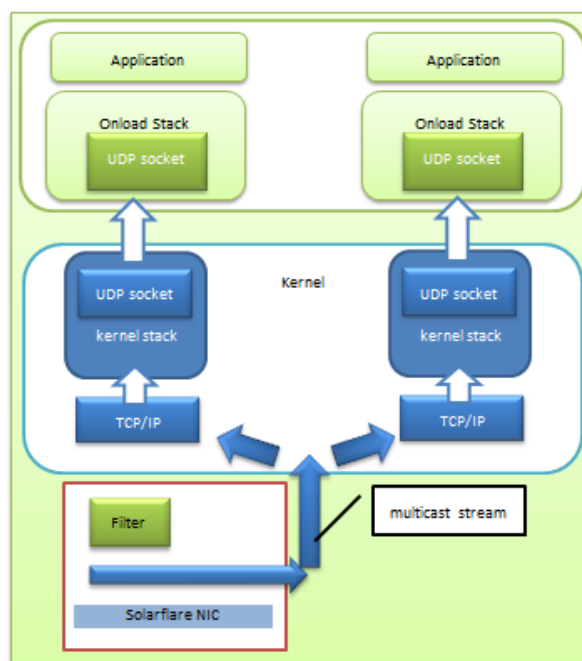 Application
Application
Onload Stack
Onload Stack
UDP socket
UDP socket
Kernel
UDP socket
UDP socket
kernel stack
kernel stack
TCP/IP
TCP/IP
Filter
multicast stream
Solarflare NIC